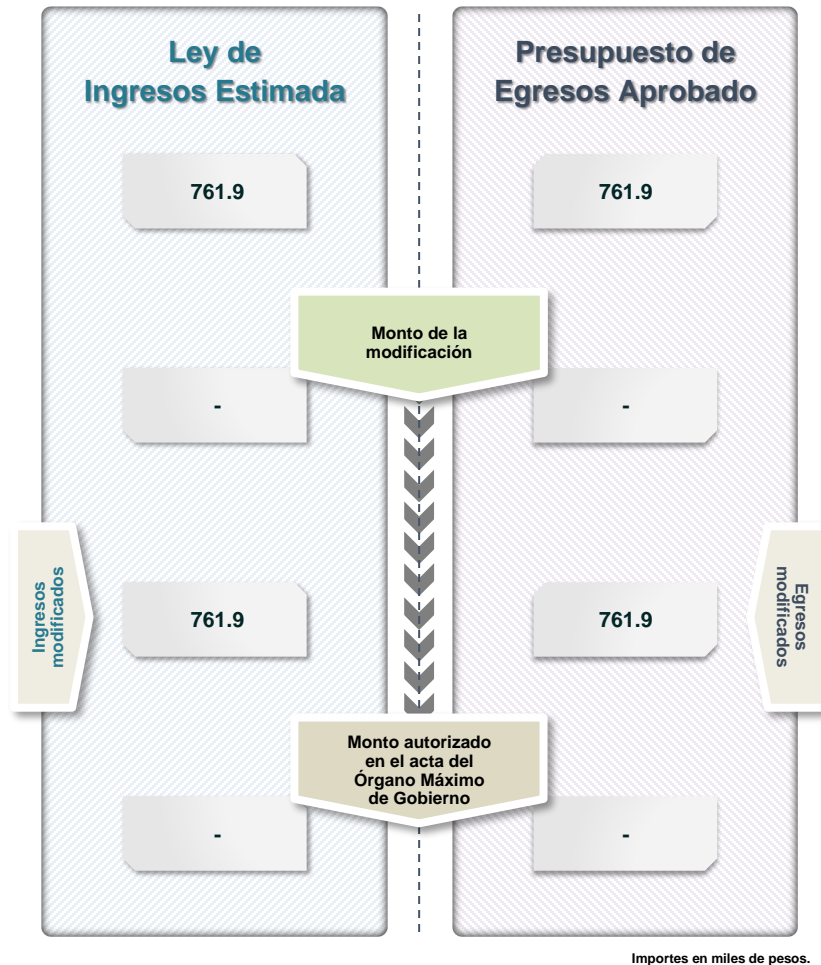 Ley de
Ingresos Estimada
Presupuesto de
Egresos Aprobado
761.9
761.9
Monto de la
modificación
-
-
Ingresos
modificados
761.9
761.9
Egresos
modificados
Monto autorizado
en el acta del
Órgano Máximo
de Gobierno
-
-
Importes en miles de pesos.